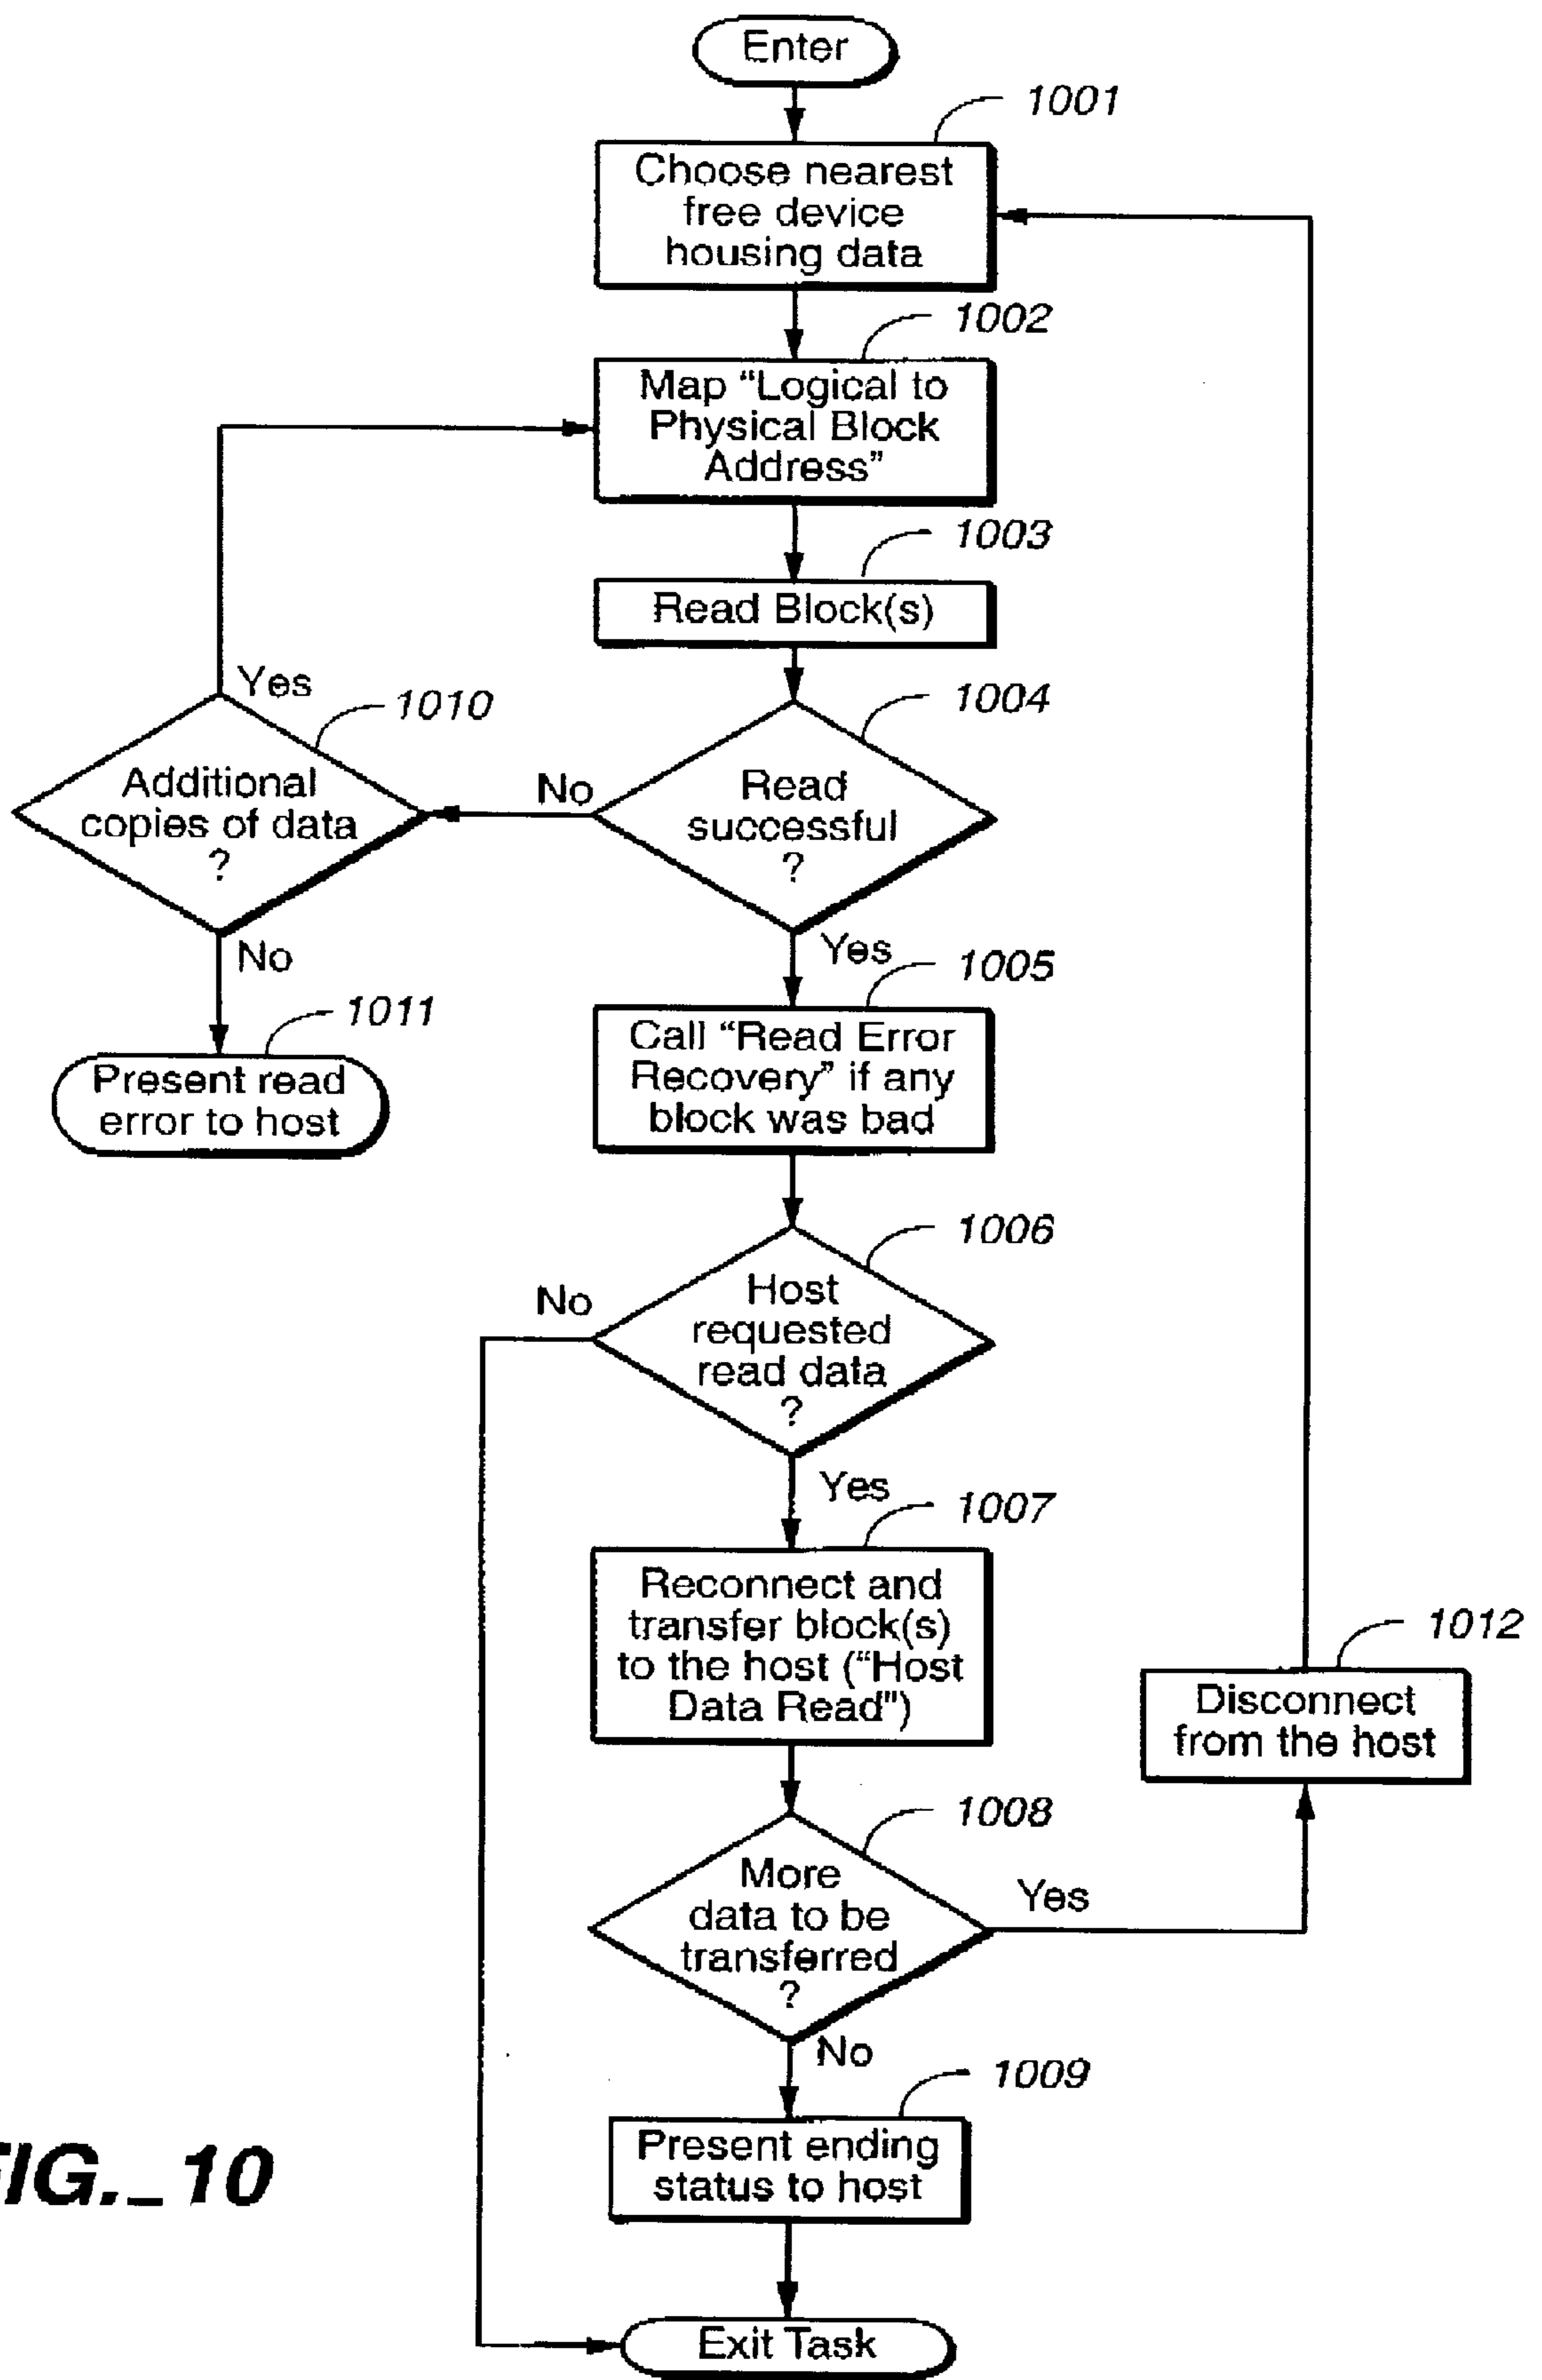 Enter
1001
Choose nearest
free device
housing data
1002
Map “Logical to
Physical Block
Address”
1003
Read Block(s)
1004
Read
successful
?
No
Yes
1010
Additional
copies of data
?
Yes
No
1011
Present read
error to host
1005
Call “Read Error
Recovery” if any
block was bad
1006
Host
requested
read data
?
No
Yes
1007
Reconnect and
transfer block(s)
to the host (“Host
Data Read")
1012
Disconnect
from the host
1008
More
data to be
transferred
?
Yes
No
1009
Present ending
status to host
Exit Task
FIG._10